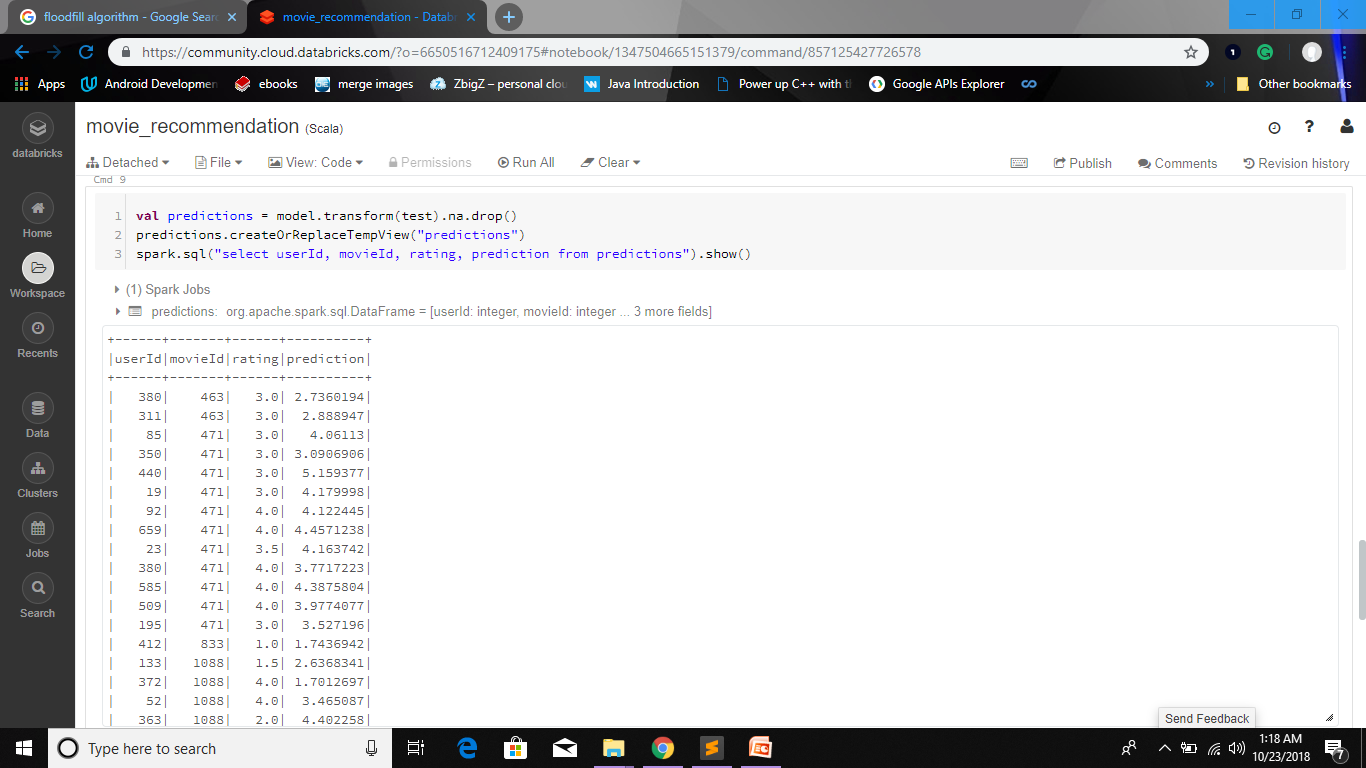 floodfill algorithm - Google Sear
movie_recommendation - Datab
https://community.cloud.databricks.com/?o=6650516712409175#notebook/1347504665151379/command/857125427726578
Apps Android Developmen ebooks merge images ZbigZ – personal clou Java Introduction Power up C++ with t Google APIs Explorer » Other bookmarks
movie_recommendation (Scala)
databricks
Detached File View: Code Permissions Run All Clear Publish Comments Revision history
Cmd 9
1 val predictions = model.transform(test).na.drop()
2 predictions.createOrReplaceTempView("predictions")
3 spark.sql("select userId, movieId, rating, prediction from predictions").show()
(1) Spark Jobs
predictions: org.apache.spark.sql.DataFrame = [userId: integer, movieId: integer ... 3 more fields]
+------+-------+------+----------+
|userId|movieId|rating|prediction|
+------+-------+------+----------+
|   380|    463|   3.0| 2.7360194|
|   311|    463|   3.0|  2.888947|
|    85|    471|   3.0|   4.06113|
|   350|    471|   3.0| 3.0906906|
|   440|    471|   3.0|  5.159377|
|    19|    471|   3.0|  4.179998|
|    92|    471|   4.0|  4.122445|
|   659|    471|   4.0| 4.4571238|
|    23|    471|   3.5|  4.163742|
|   380|    471|   4.0| 3.7717223|
|   585|    471|   4.0| 4.3875804|
|   509|    471|   4.0| 3.9774077|
|   195|    471|   3.0|  3.527196|
|   412|    833|   1.0| 1.7436942|
|   133|   1088|   1.5| 2.6368341|
|   372|   1088|   4.0| 1.7012697|
|    52|   1088|   4.0|  3.465087|
|   363|   1088|   2.0|  4.402258|
Home
Workspace
Recents
Data
Clusters
Jobs
Search
Send Feedback
Type here to search
1:18 AM
10/23/2018
7